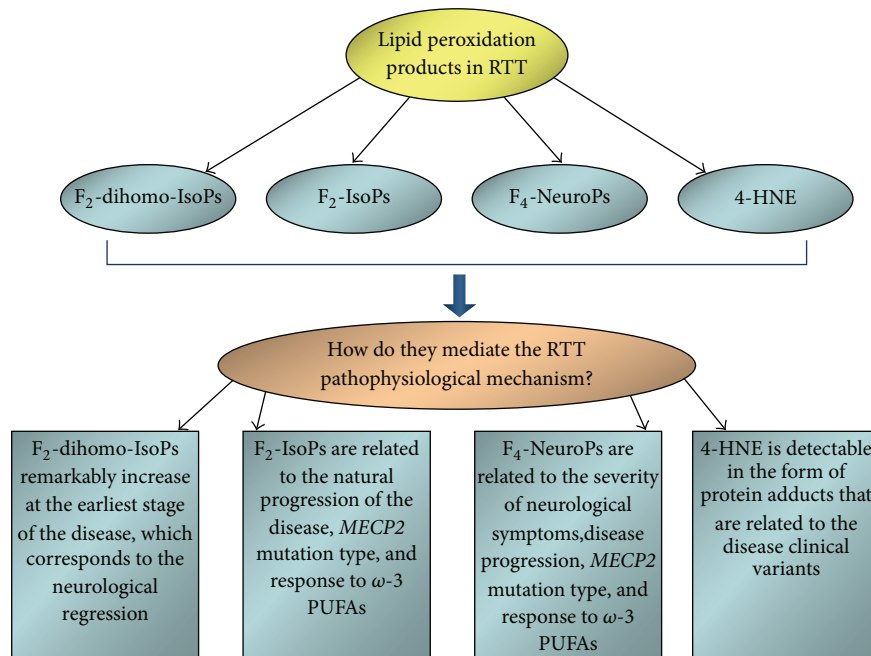 Lipid peroxidation
products in RTT
F₂-dihomo-IsoPs
F₂-IsoPs
F₄-NeuroPs
4-HNE
How do they mediate the RTT
pathophysiological mechanism?
F₂-dihomo-IsoPs
remarkably increase
at the earliest stage
of the disease, which
corresponds to the
neurological
regression
F₂-IsoPs are related
to the natural
progression of the
disease, MECP2
mutation type, and
response to ω-3
PUFAs
F₄-NeuroPs are
related to the severity
of neurological
symptoms,disease
progression, MECP2
mutation type, and
response to ω-3
PUFAs
4-HNE is detectable
in the form of
protein adducts that
are related to the
disease clinical
variants